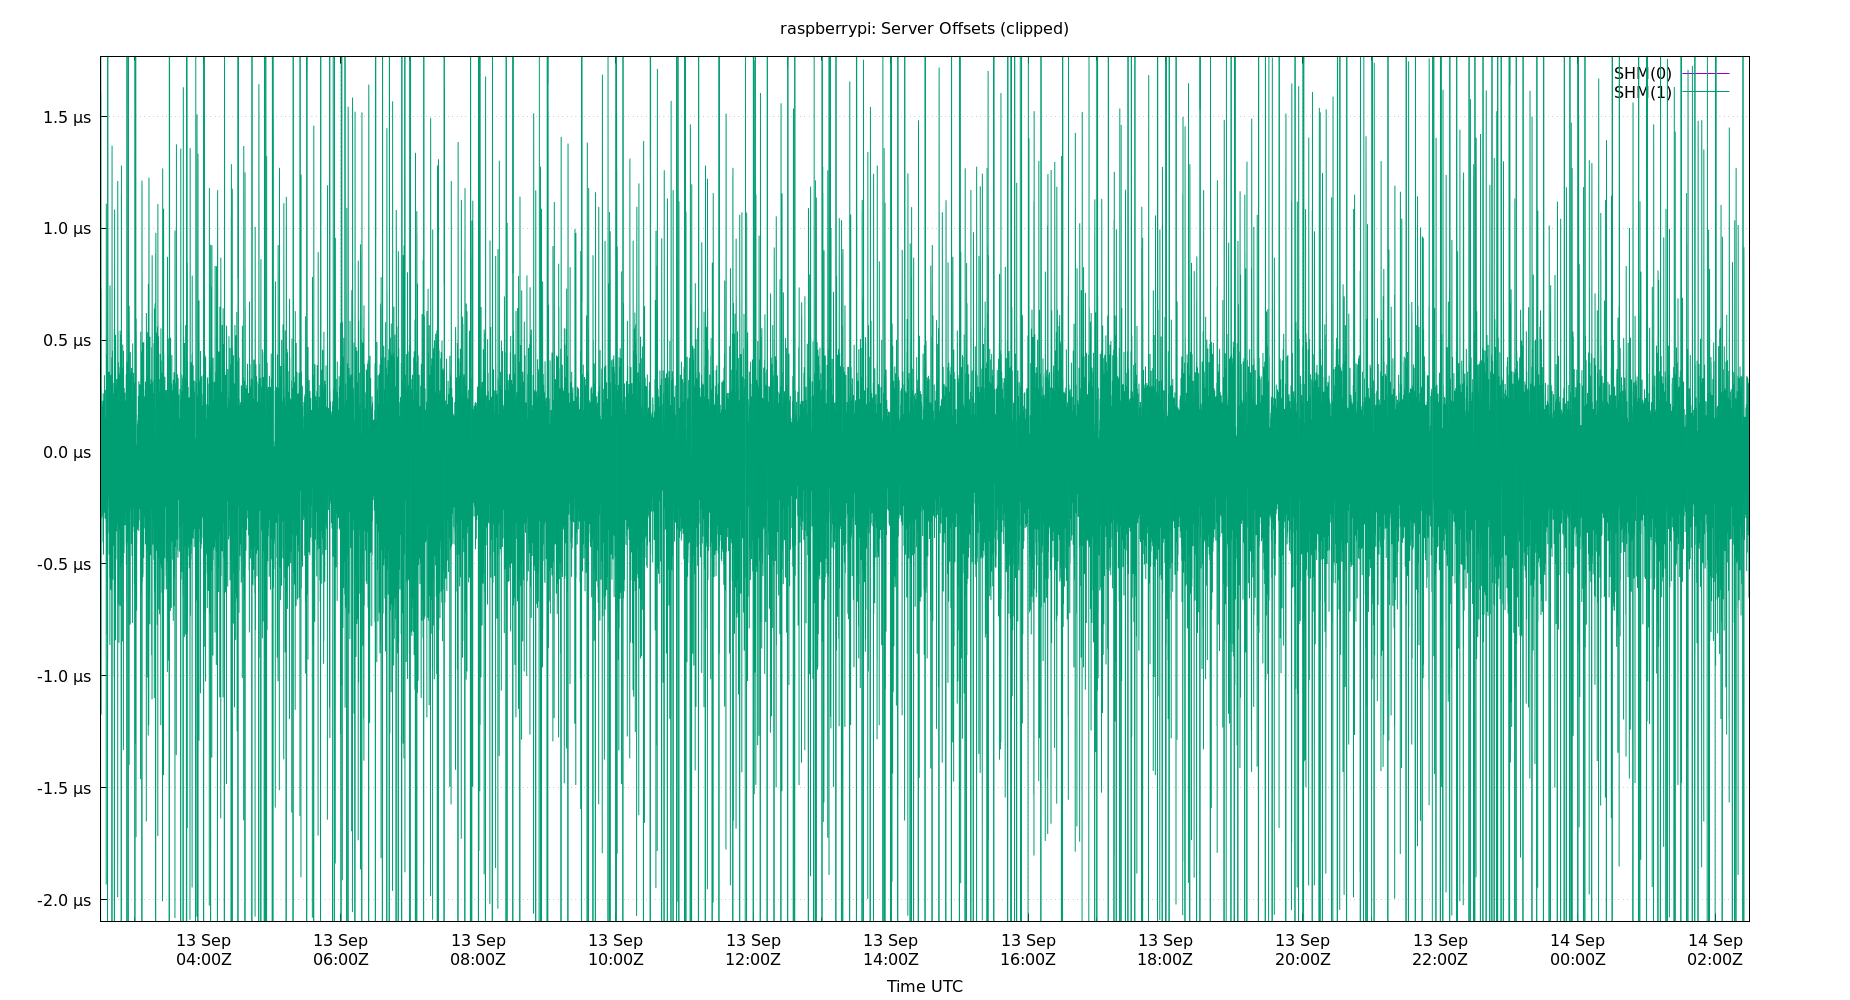 raspberrypi: Server Offsets (clipped)
SHM(0)
SHM(1)
1.5 µs
1.0 µs
0.5 µs
0.0 µs
-0.5 µs
-1.0 µs
-1.5 µs
-2.0 µs
13 Sep 13 Sep 13 Sep 13 Sep 13 Sep 13 Sep 13 Sep 13 Sep 13 Sep 13 Sep 14 Sep 14 Sep
04:00Z 06:00Z 08:00Z 10:00Z 12:00Z 14:00Z 16:00Z 18:00Z 20:00Z 22:00Z 00:00Z 02:00Z
Time UTC